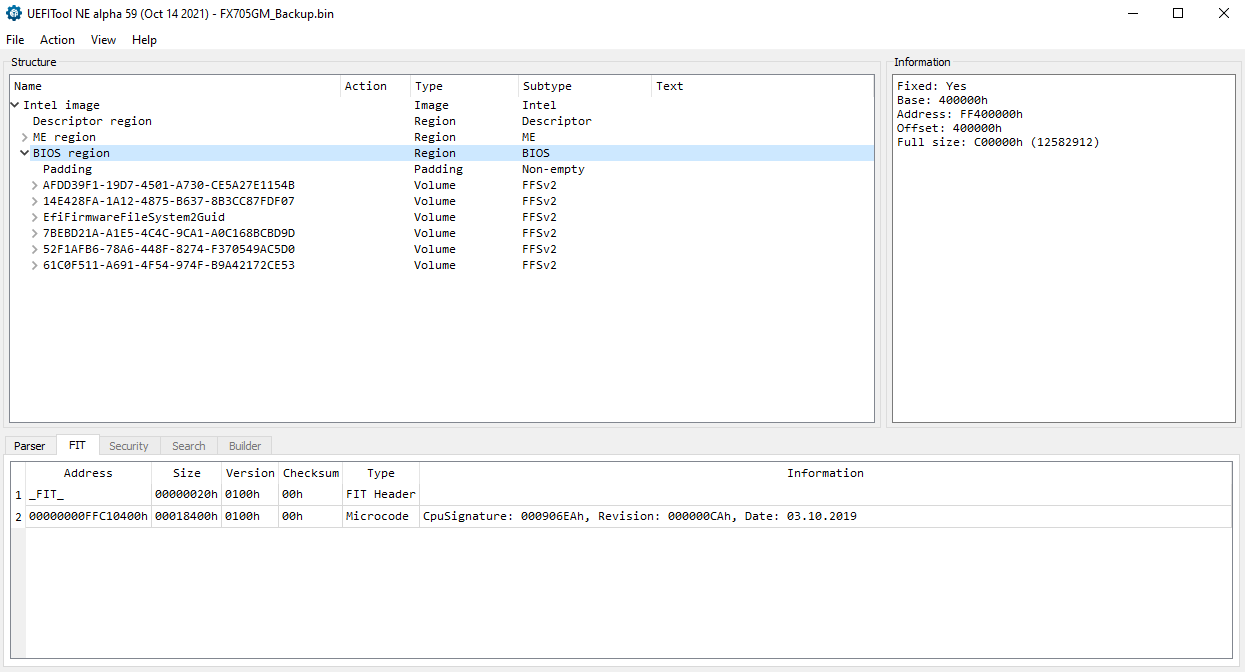 UEFITool NE alpha 59 (Oct 14 2021) - FX705GM_Backup.bin
File Action View Help
Structure
Name Action Type Subtype Text
Intel image Image Intel
Descriptor region Region Descriptor
ME region Region ME
BIOS region Region BIOS
Padding Padding Non-empty
AFDD39F1-19D7-4501-A730-CE5A27E1154B Volume FFSv2
14E428FA-1A12-4875-B637-8B3CC87FDF07 Volume FFSv2
EfiFirmwareFileSystem2Guid Volume FFSv2
7BEBD21A-A1E5-4C4C-9CA1-A0C168BCBD9D Volume FFSv2
52F1AFB6-78A6-448F-8274-F370549AC5D0 Volume FFSv2
61C0F511-A691-4F54-974F-B9A42172CE53 Volume FFSv2
Information
Fixed: Yes
Base: 400000h
Address: FF400000h
Offset: 400000h
Full size: C00000h (12582912)
Parser FIT Security Search Builder
Address Size Version Checksum Type Information
1 _FIT_ 00000020h 0100h 00h FIT Header
2 00000000FFC10400h 00018400h 0100h 00h Microcode CpuSignature: 000906EAh, Revision: 000000CAh, Date: 03.10.2019